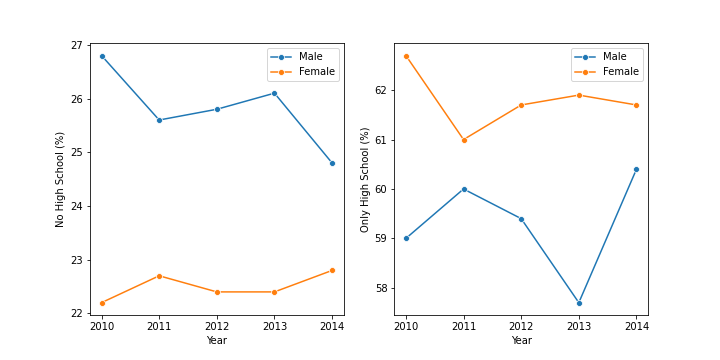 No High School (%)
27
26
25
24
23
22
Male
Female
2010 2011 2012 2013 2014
Year
Only High School (%)
62
61
60
59
58
Male
Female
2010 2011 2012 2013 2014
Year